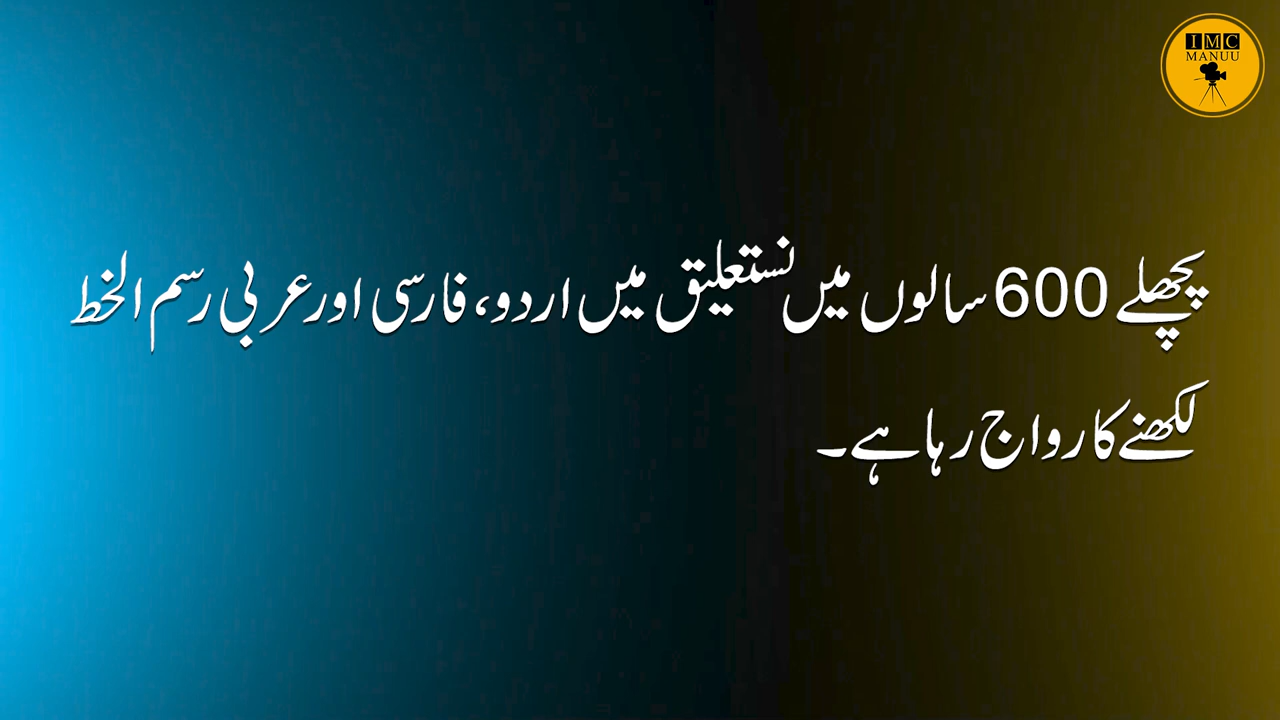 IMC
MANUU
پچھلے 600 سالوں میں نستعلیق میں اردو، فارسی اور عربی رسم الخط
لکھنے کا رواج رہا ہے۔